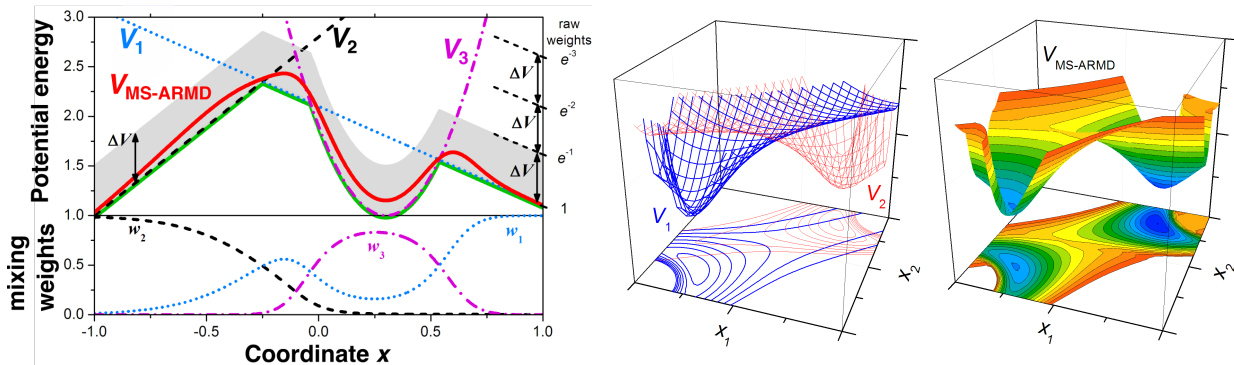 Potential energy
mixing
weights
3.0
2.5
2.0
1.5
1.0
0.5
0.0
V1
V2
V3
VMS-ARMD
ΔV
raw
weights
e-3
ΔV
e-2
ΔV
e-1
ΔV
1
w2
w3
w1
-1.0
-0.5
0.0
0.5
1.0
Coordinate x
V1
V2
x1
x2
VMS-ARMD
x1
x2